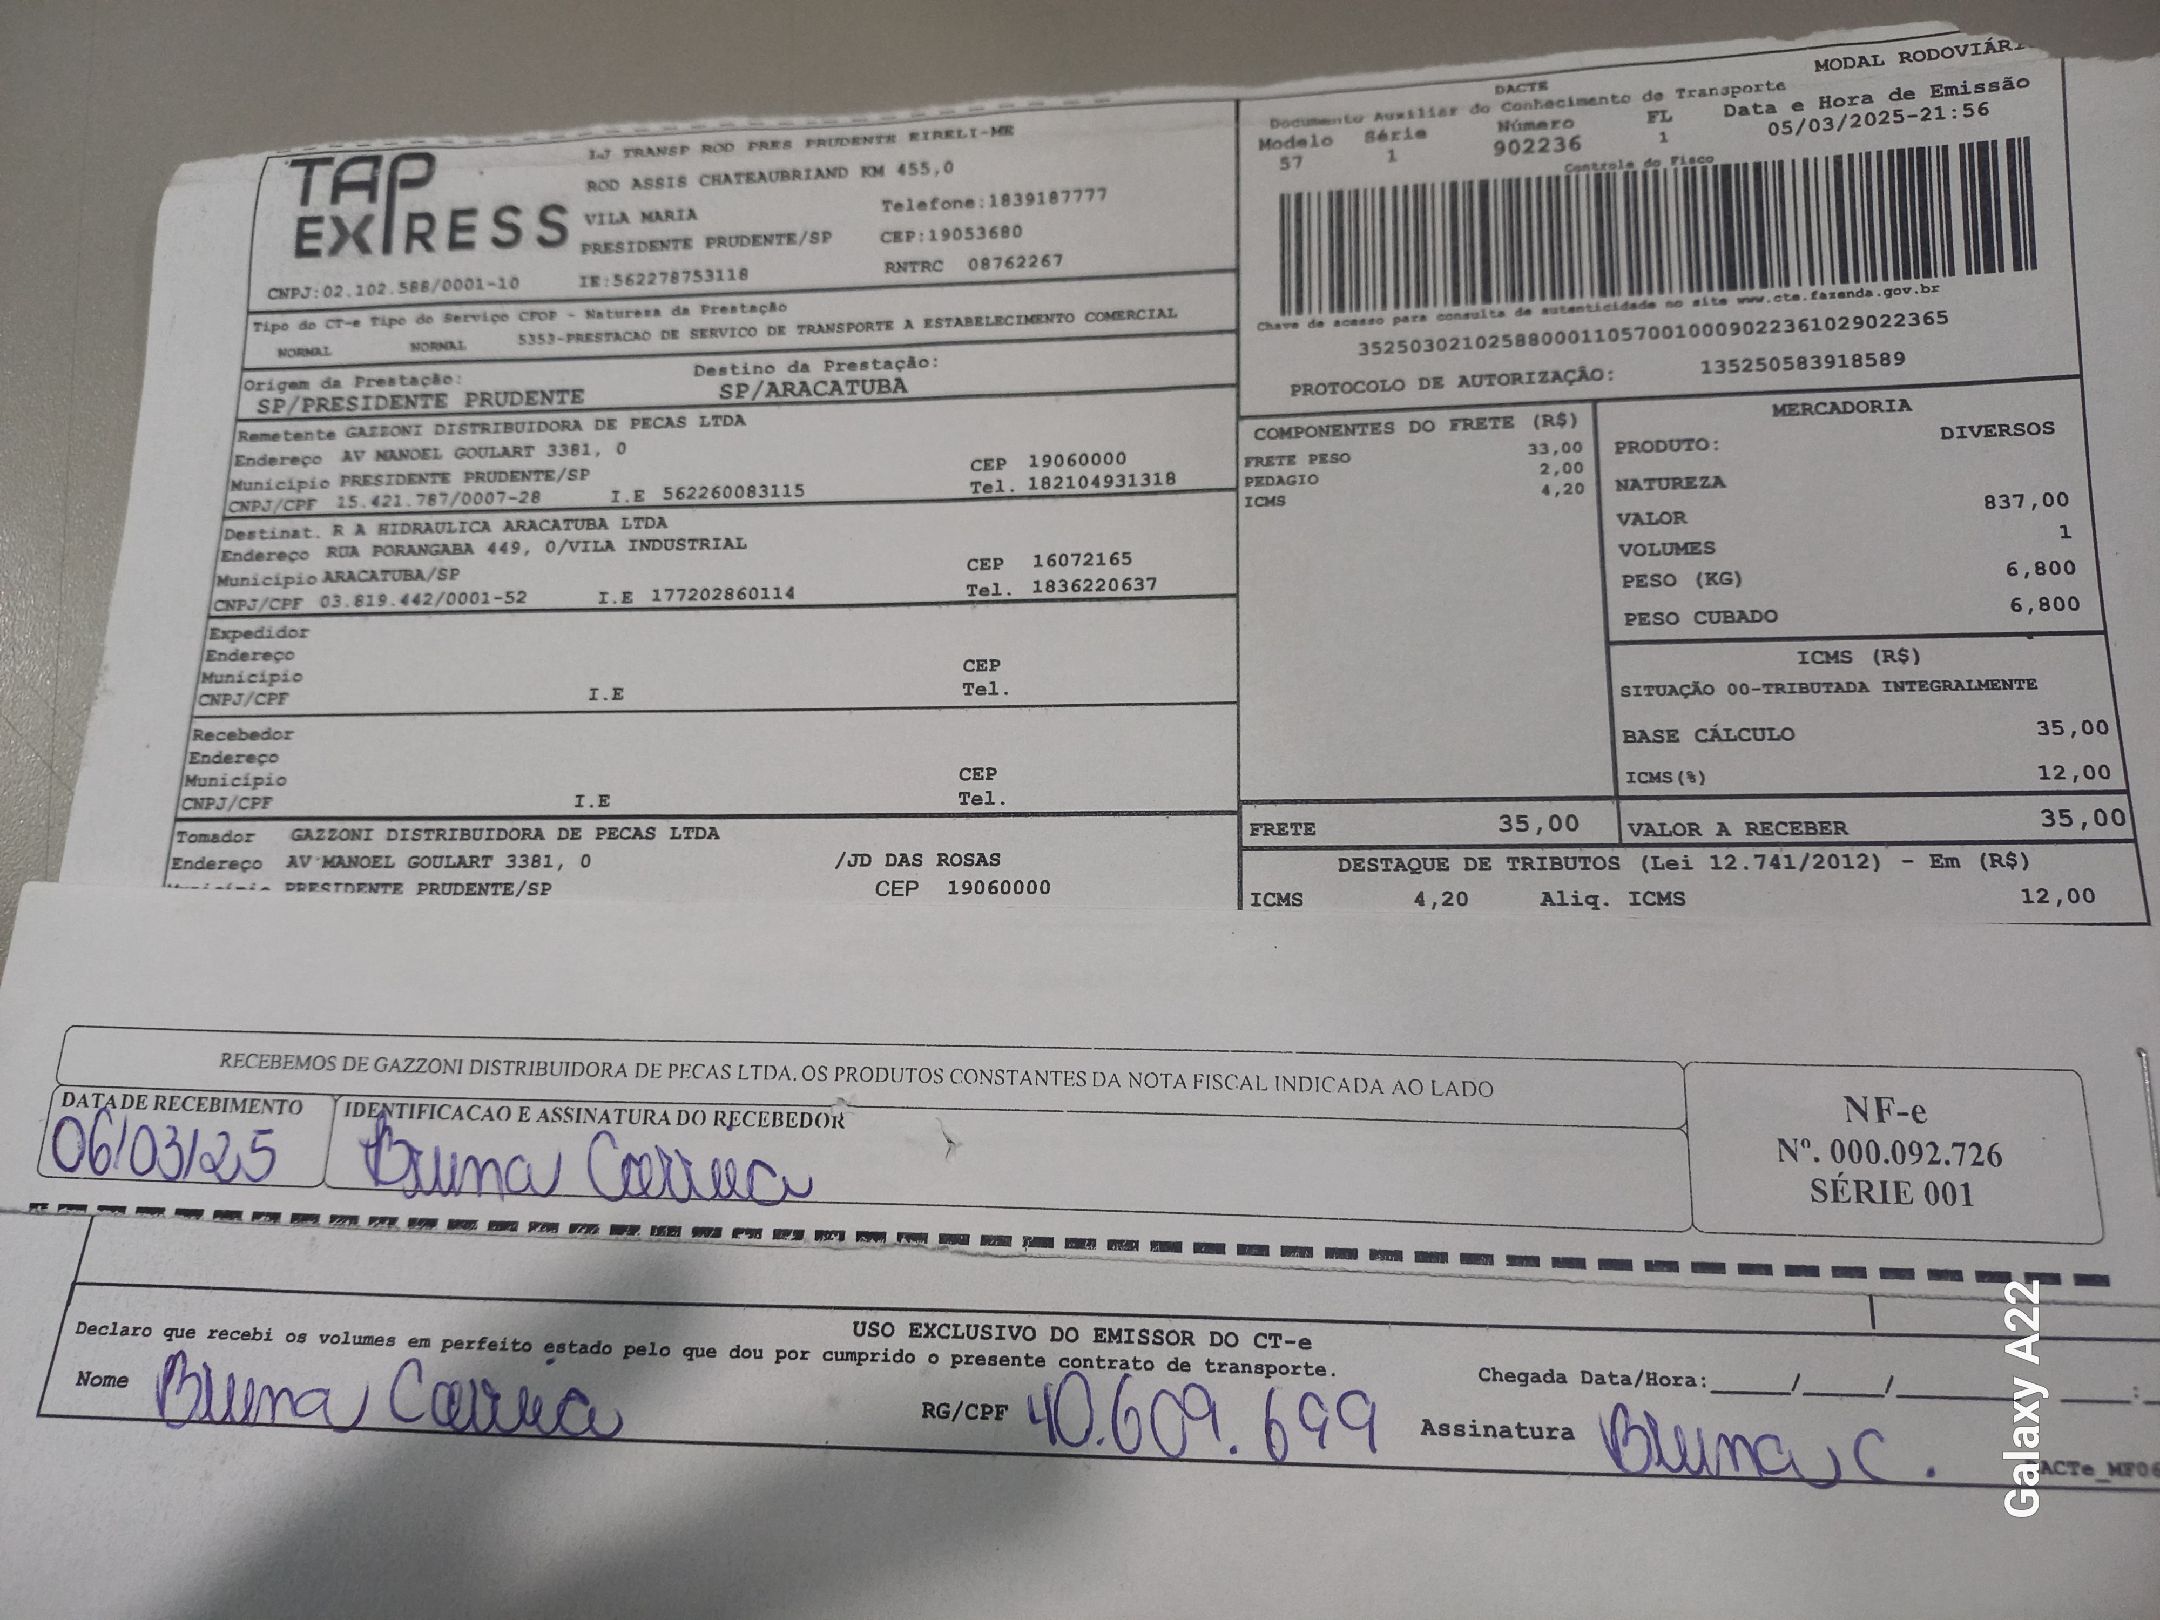 TAP
EXPRESS
LJ TRANSP ROD PRES PRUDENTE EIRELI-ME
ROD ASSIS CHATEAUBRIAND KM 455,0
VILA MARIA Telefone:1839187777
PRESIDENTE PRUDENTE/SP CEP:19053680
CNPJ:02.102.588/0001-10 IE:562278753118 RNTRC 08762267
Tipo do CT-e Tipo do Serviço CFOP - Natureza da Prestação
NORMAL NORMAL 5353-PRESTACAO DE SERVICO DE TRANSPORTE A ESTABELECIMENTO COMERCIAL
Origem da Prestação: Destino da Prestação:
SP/PRESIDENTE PRUDENTE SP/ARACATUBA
Remetente GAZZONI DISTRIBUIDORA DE PECAS LTDA
Endereço AV MANOEL GOULART 3381, 0
Município PRESIDENTE PRUDENTE/SP CEP 19060000
CNPJ/CPF 15.421.787/0007-28 I.E 562260083115 Tel. 182104931318
Destinat. R A HIDRAULICA ARACATUBA LTDA
Endereço RUA PORANGABA 449, 0/VILA INDUSTRIAL
Município ARACATUBA/SP CEP 16072165
CNPJ/CPF 03.819.442/0001-52 I.E 177202860114 Tel. 1836220637
Expedidor
Endereço
Município CEP
CNPJ/CPF I.E Tel.
Recebedor
Endereço
Município CEP
CNPJ/CPF I.E Tel.
Tomador GAZZONI DISTRIBUIDORA DE PECAS LTDA
Endereço AV MANOEL GOULART 3381, 0 /JD DAS ROSAS
Município PRESIDENTE PRUDENTE/SP CEP 19060000
DACTE MODAL RODOVIÁRI
Documento Auxiliar do Conhecimento de Transporte
Modelo Série Número FL Data e Hora de Emissão
57 1 902236 1 05/03/2025-21:56
Controle do Fisco
Chave de acesso para consulta de autenticidade no site www.cte.fazenda.gov.br
35250302102588000110570010009022361029022365
PROTOCOLO DE AUTORIZAÇÂO: 135250583918589
COMPONENTES DO FRETE (R$)
FRETE PESO 33,00
PEDAGIO 2,00
ICMS 4,20
MERCADORIA
PRODUTO: DIVERSOS
NATUREZA
VALOR 837,00
VOLUMES 1
PESO (KG) 6,800
PESO CUBADO 6,800
ICMS (R$)
SITUAÇÃO 00-TRIBUTADA INTEGRALMENTE
BASE CÁLCULO 35,00
ICMS(%) 12,00
FRETE 35,00 VALOR A RECEBER 35,00
DESTAQUE DE TRIBUTOS (Lei 12.741/2012) - Em (R$)
ICMS 4,20 Aliq. ICMS 12,00
RECEBEMOS DE GAZZONI DISTRIBUIDORA DE PECAS LTDA. OS PRODUTOS CONSTANTES DA NOTA FISCAL INDICADA AO LADO
DATA DE RECEBIMENTO IDENTIFICACAO E ASSINATURA DO RECEBEDOR
06/03/25 Bruna Correia
NF-e
Nº. 000.092.726
SÉRIE 001
USO EXCLUSIVO DO EMISSOR DO CT-e
Declaro que recebi os volumes em perfeito estado pelo que dou por cumprido o presente contrato de transporte.
Nome Bruna Correia RG/CPF 40.609.699 Assinatura Bruna C.
Chegada Data/Hora:_____/_____/_____ ____:
ACTe_MF06
Galaxy A22